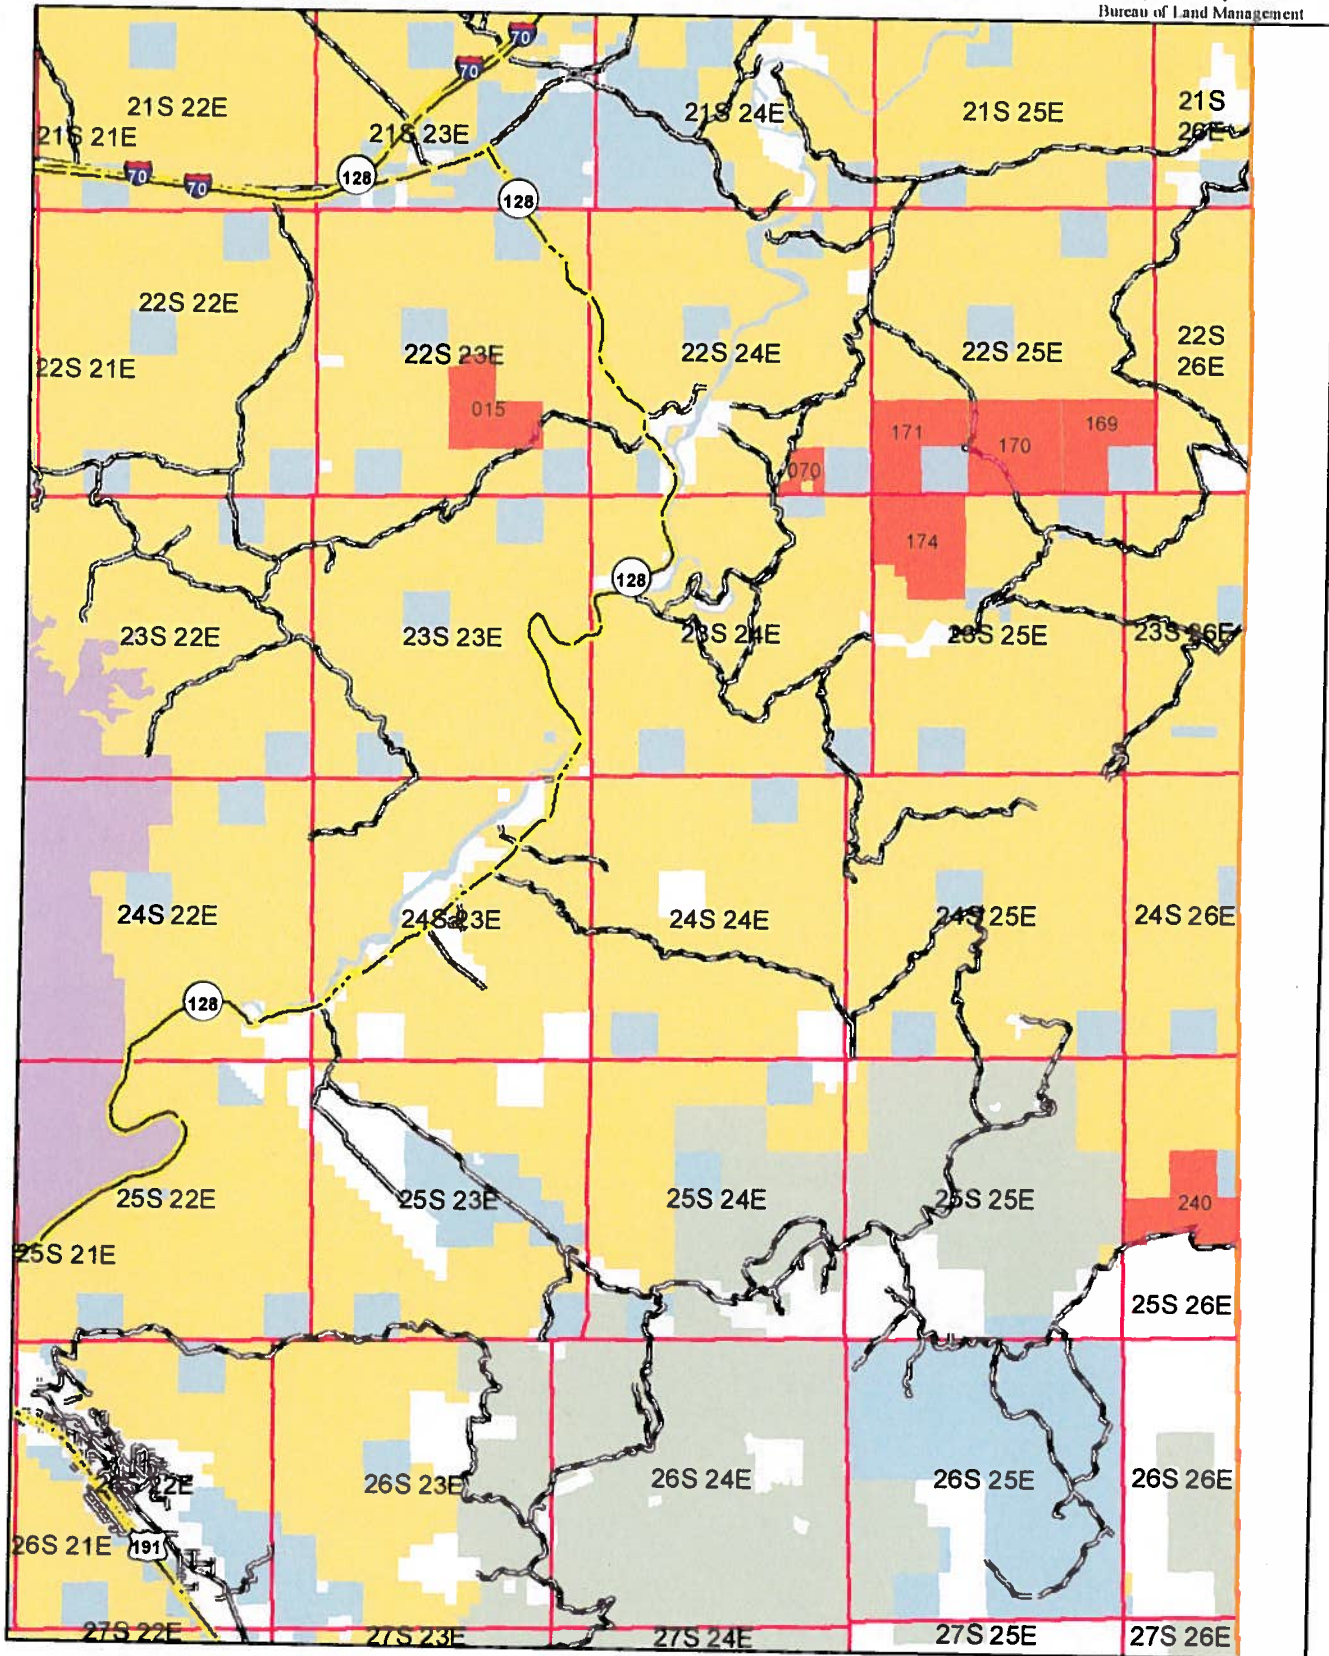 Bureau of Land Management
70
70
21S 22E
21S 21E
21S 23E
21S 24E
21S 25E
21S
26E
70
70
128
128
22S 22E
22S 21E
22S 23E
22S 24E
22S 25E
22S
26E
015
171
170
169
070
174
128
23S 22E
23S 23E
23S 24E
23S 25E
23S 26E
24S 22E
24S 23E
24S 24E
24S 25E
24S 26E
128
25S 22E
25S 23E
25S 24E
25S 25E
240
25S 21E
25S 26E
22E
26S 23E
26S 24E
26S 25E
26S 26E
26S 21E
191
27S 22E
27S 23E
27S 24E
27S 25E
27S 26E